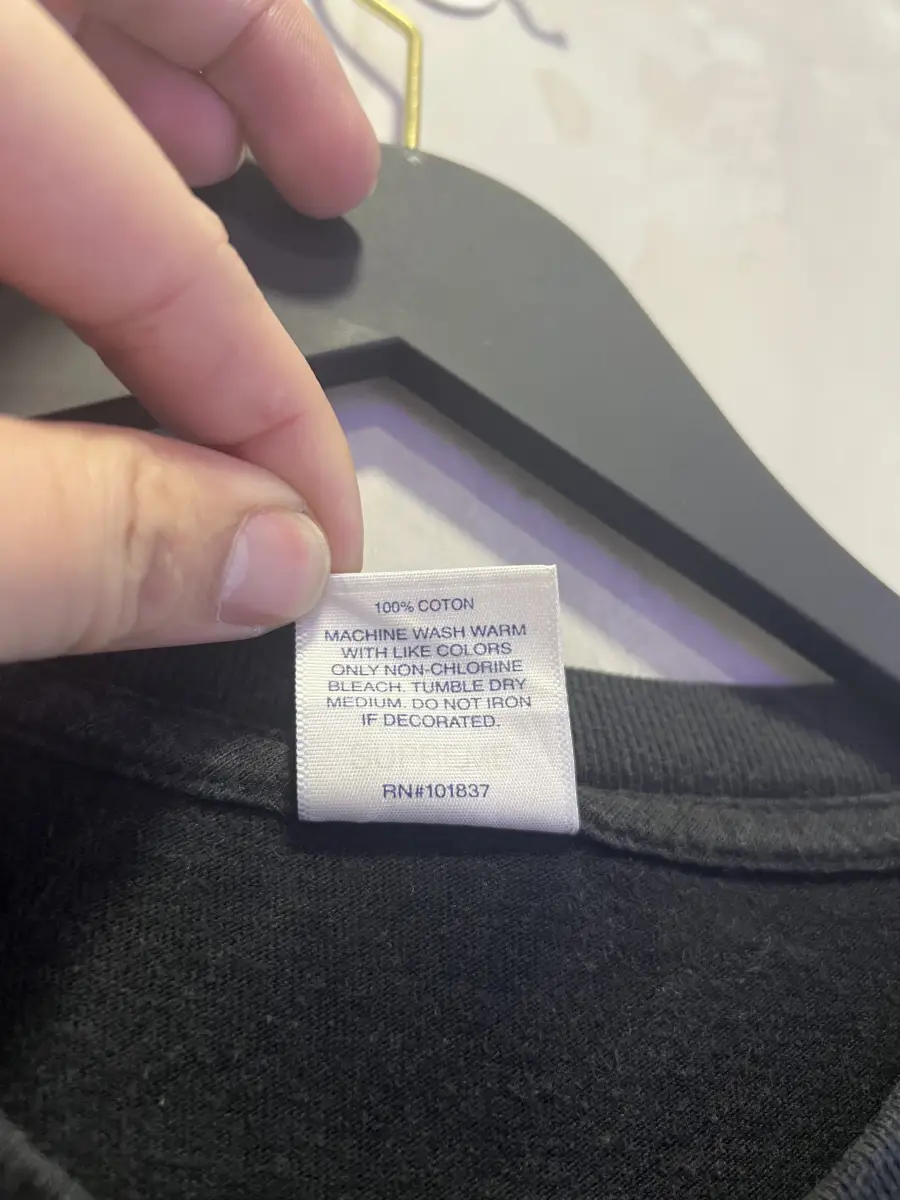 100% COTON
MACHINE WASH WARM
WITH LIKE COLORS
ONLY NON-CHLORINE
BLEACH. TUMBLE DRY
MEDIUM. DO NOT IRON
IF DECORATED.
RN#101837